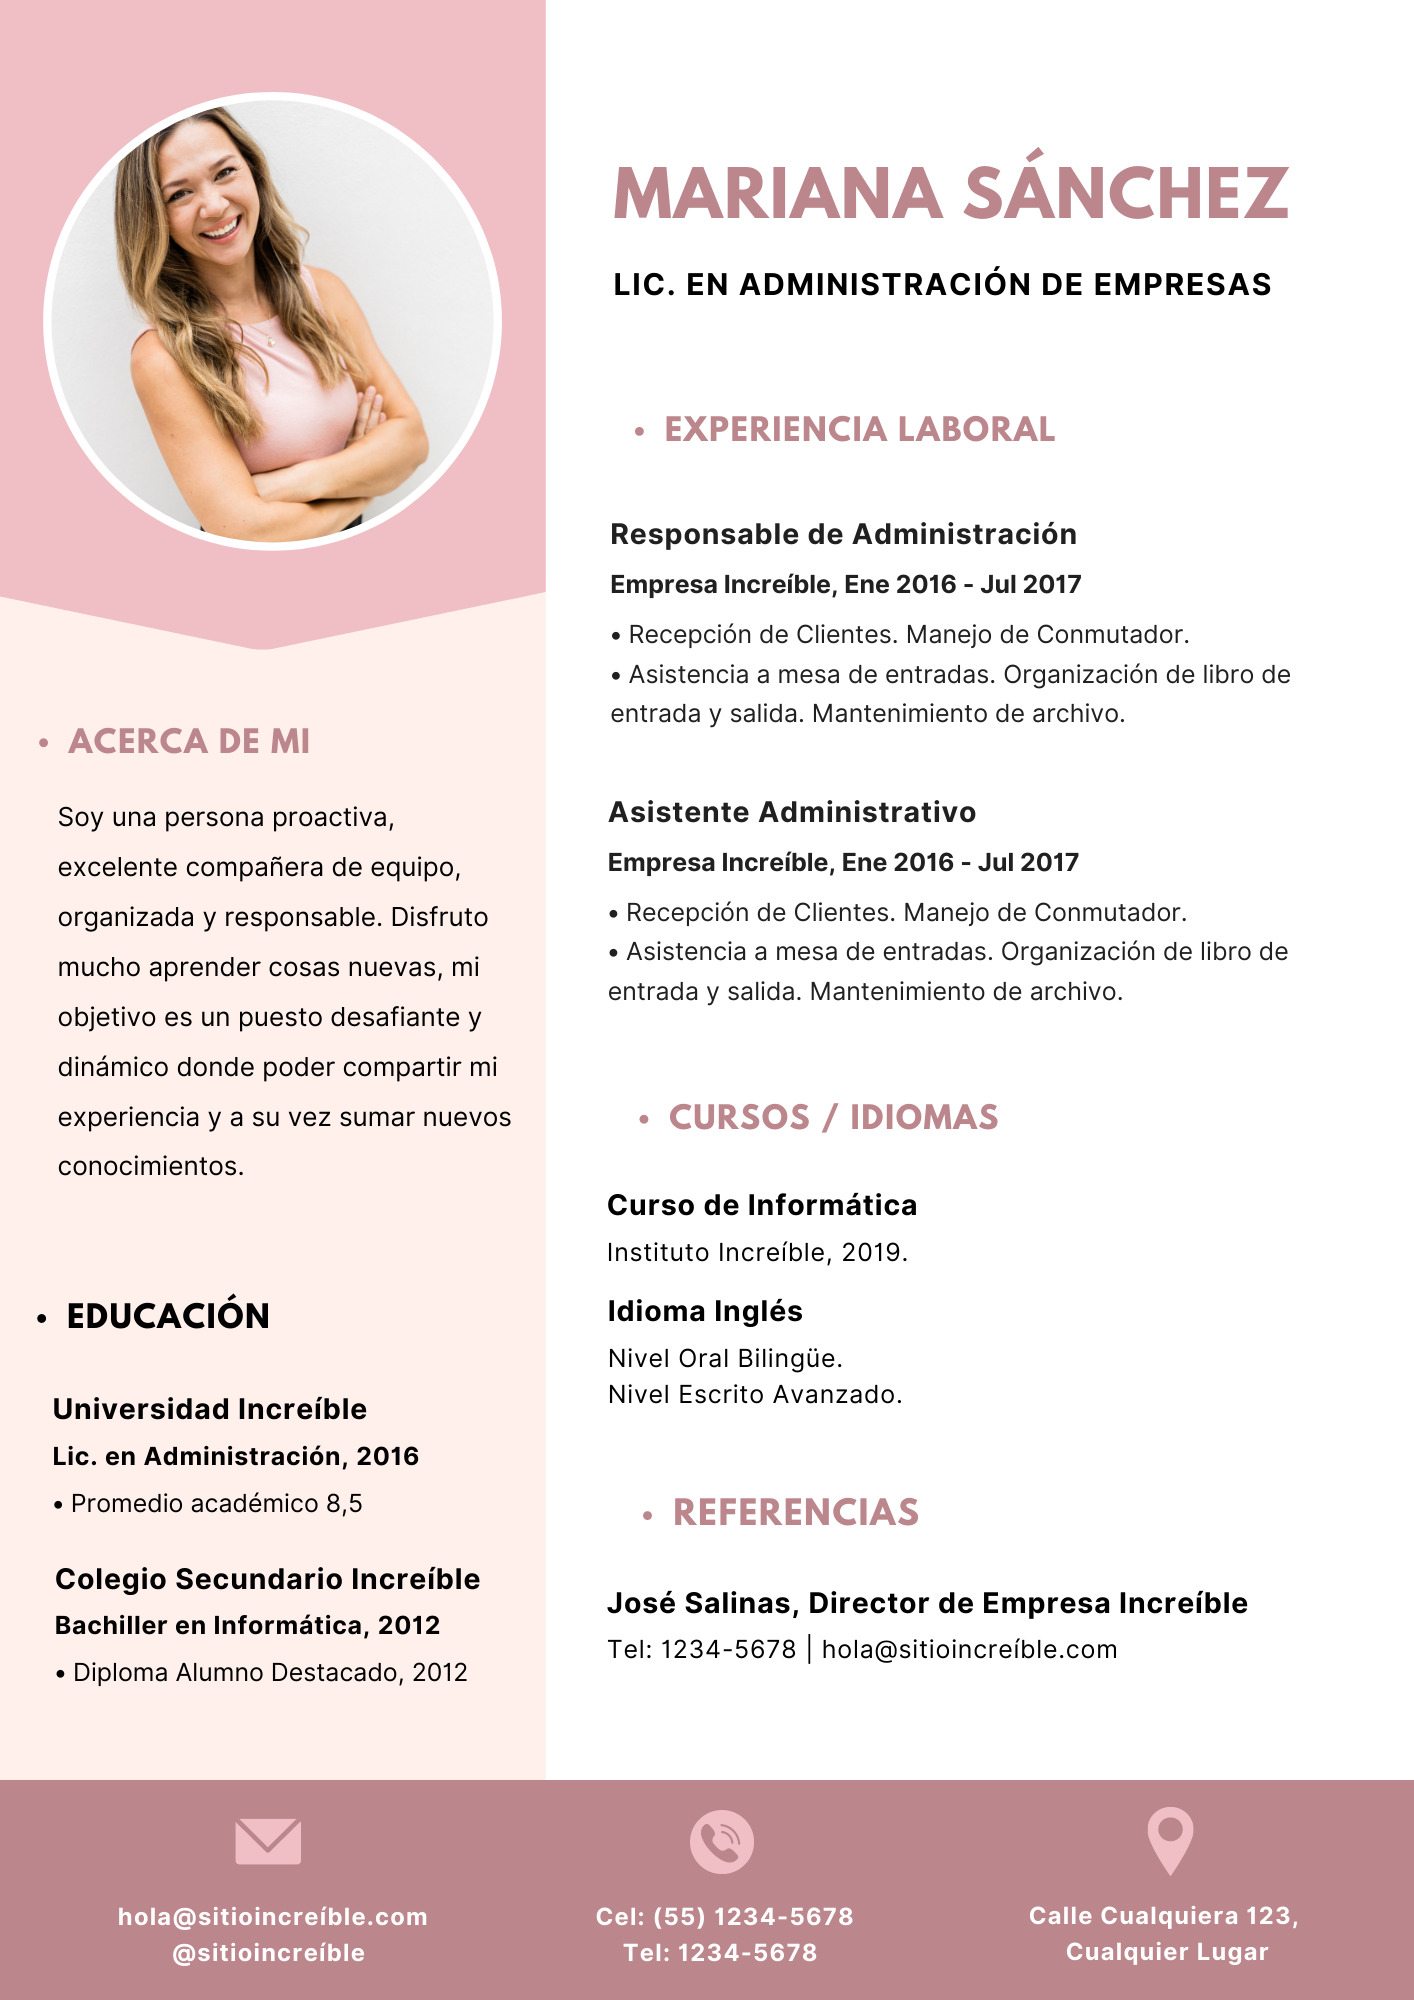 MARIANA SÁNCHEZ
LIC. EN ADMINISTRACIÓN DE EMPRESAS
• ACERCA DE MI
Soy una persona proactiva,
excelente compañera de equipo,
organizada y responsable. Disfruto
mucho aprender cosas nuevas, mi
objetivo es un puesto desafiante y
dinámico donde poder compartir mi
experiencia y a su vez sumar nuevos
conocimientos.
• EDUCACIÓN
Universidad Increíble
Lic. en Administración, 2016
• Promedio académico 8,5
Colegio Secundario Increíble
Bachiller en Informática, 2012
• Diploma Alumno Destacado, 2012
• EXPERIENCIA LABORAL
Responsable de Administración
Empresa Increíble, Ene 2016 - Jul 2017
• Recepción de Clientes. Manejo de Conmutador.
• Asistencia a mesa de entradas. Organización de libro de
entrada y salida. Mantenimiento de archivo.
Asistente Administrativo
Empresa Increíble, Ene 2016 - Jul 2017
• Recepción de Clientes. Manejo de Conmutador.
• Asistencia a mesa de entradas. Organización de libro de
entrada y salida. Mantenimiento de archivo.
• CURSOS / IDIOMAS
Curso de Informática
Instituto Increíble, 2019.
Idioma Inglés
Nivel Oral Bilingüe.
Nivel Escrito Avanzado.
• REFERENCIAS
José Salinas, Director de Empresa Increíble
Tel: 1234-5678 | hola@sitioincreíble.com
hola@sitioincreíble.com
@sitioincreíble
Cel: (55) 1234-5678
Tel: 1234-5678
Calle Cualquiera 123,
Cualquier Lugar